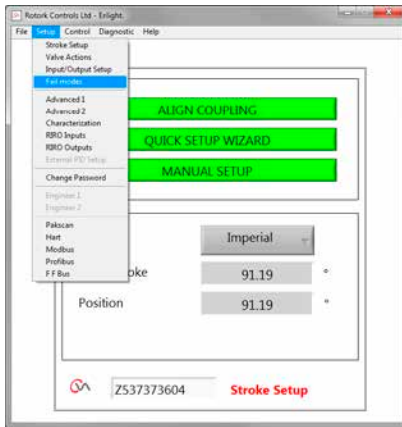 Rotork Controls Ltd - Enlight.
File Setup Control Diagnostic Help
Stroke Setup
Valve Actions
Input/Output Setup
Fail modes
Advanced 1
Advanced 2
Characterization
RIRO Inputs
RIRO Outputs
External PID Setup
Change Password
Engineer 1
Engineer 2
Pakscan
Hart
Modbus
Profibus
F F Bus
ALIGN COUPLING
QUICK SETUP WIZARD
MANUAL SETUP
Imperial
91.19 °
Position 91.19 °
Z537373604 Stroke Setup